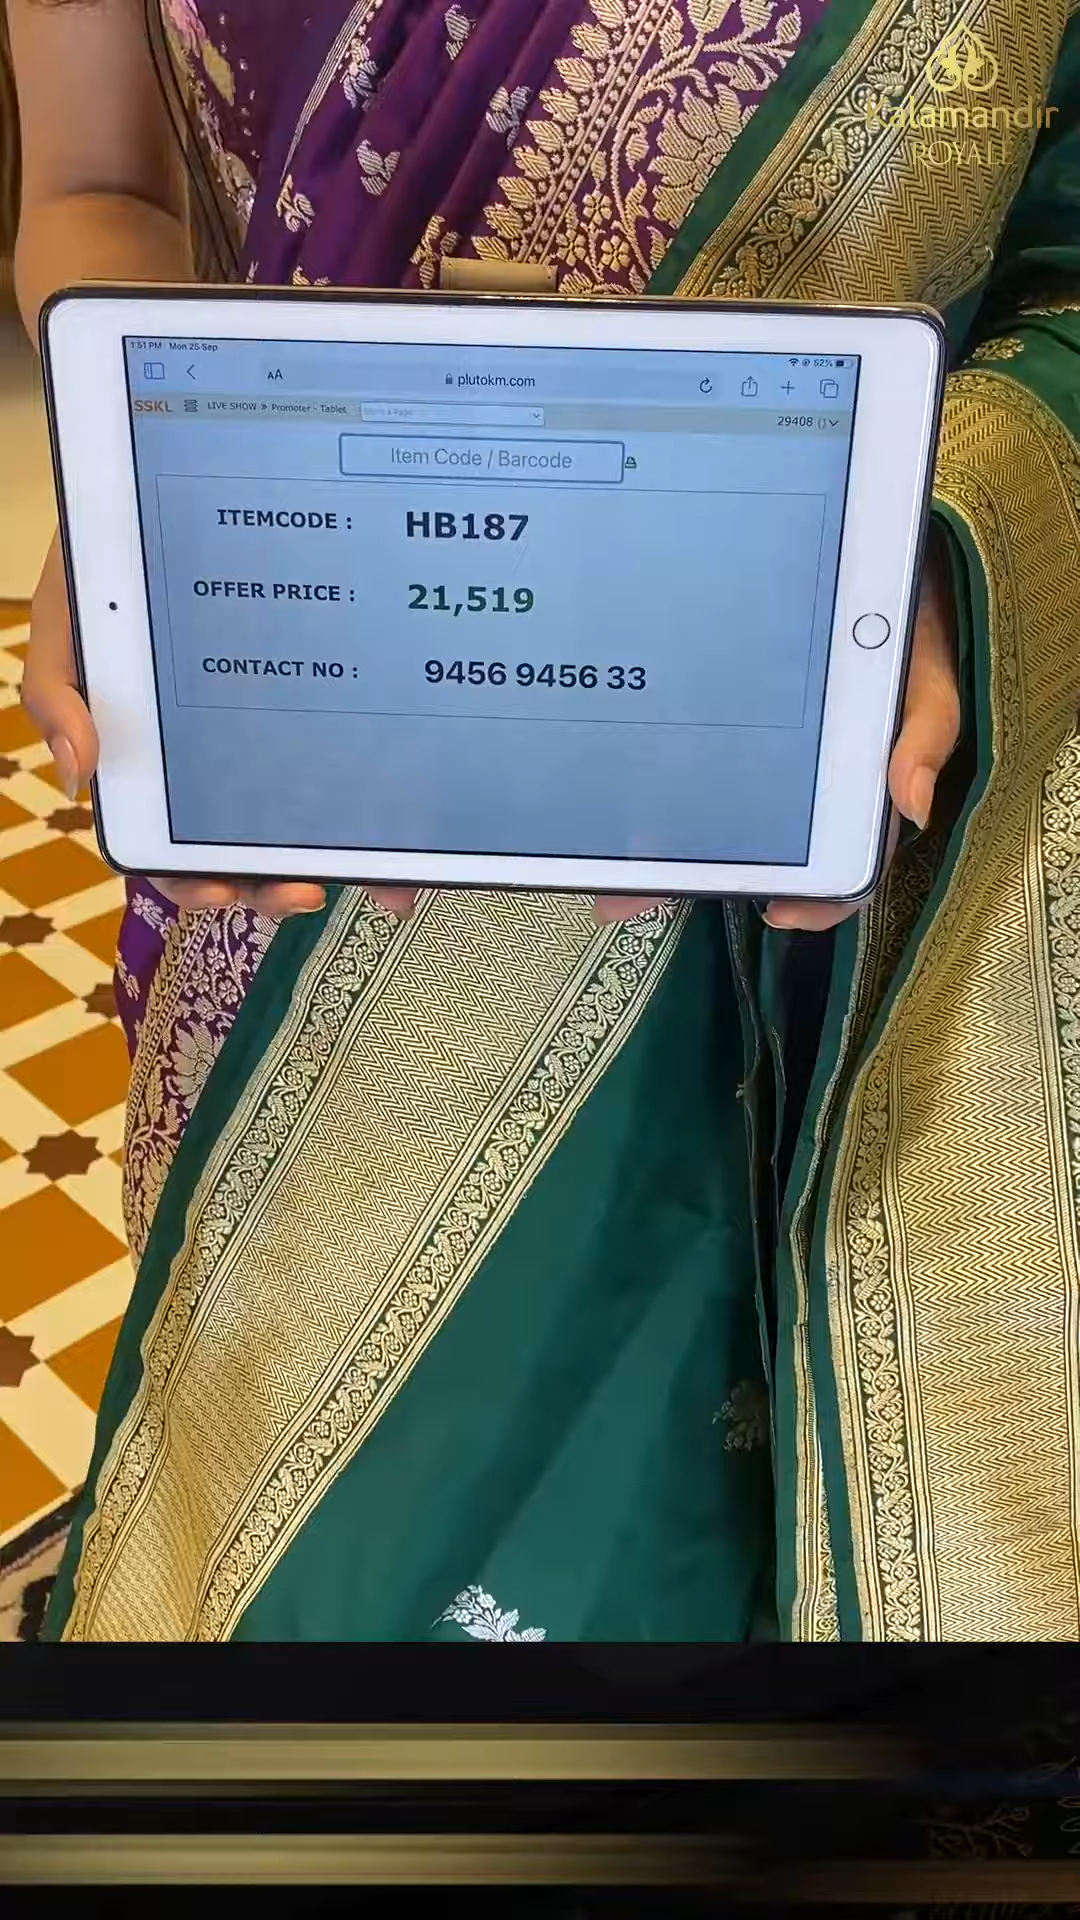 Kalamandir
ROYALE
1:51 PM Mon 25 Sep
52%
AA
plutokm.com
SSKL
LIVE SHOW » Promoter - Tablet
29408 ()
Item Code / Barcode
ITEMCODE : HB187
OFFER PRICE : 21,519
CONTACT NO : 9456 9456 33